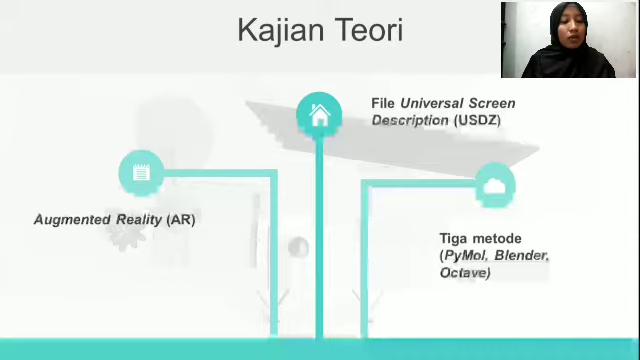 Kajian Teori
File Universal Screen
Description (USDZ)
Augmented Reality (AR)
Tiga metode
(PyMol, Blender,
Octave)